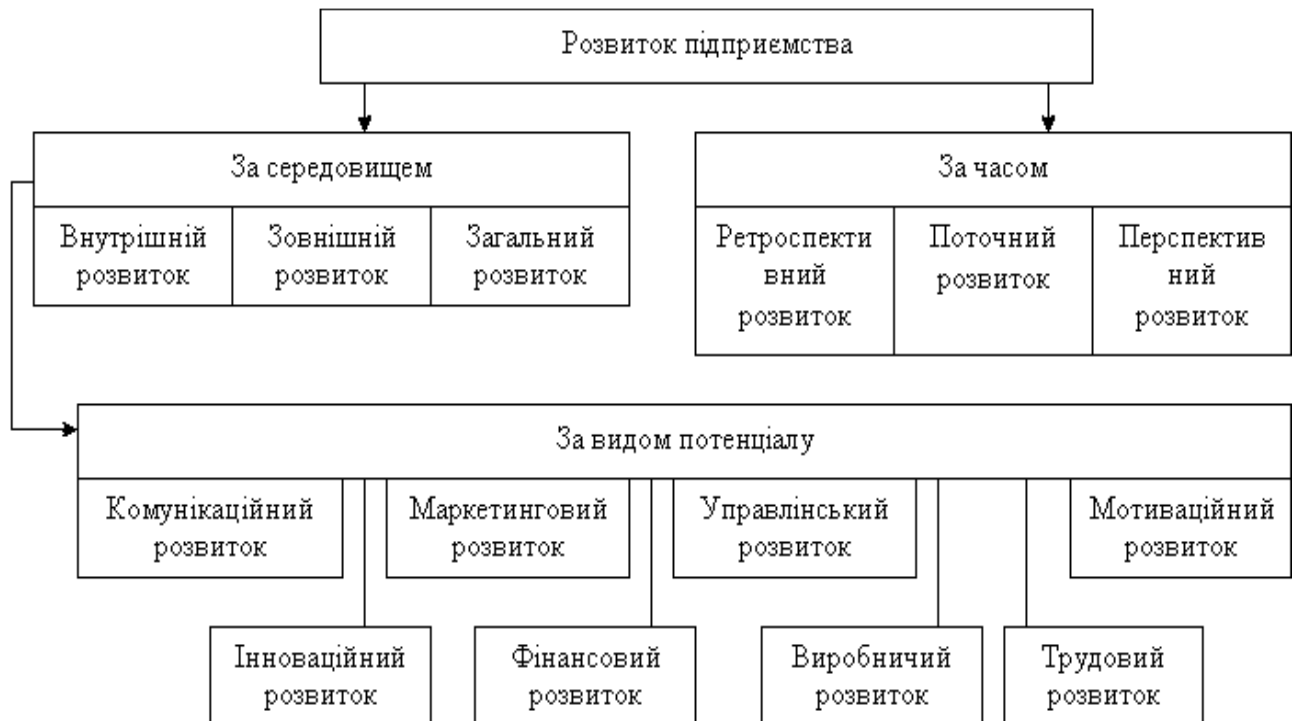 Розвиток підприємства
За середовищем
Внутрішній
розвиток
Зовнішній
розвиток
Загальний
розвиток
За часом
Ретроспекти
вний
розвиток
Поточний
розвиток
Перспектив
ний
розвиток
За видом потенціалу
Комунікаційний
розвиток
Маркетинговий
розвиток
Управлінський
розвиток
Мотиваційний
розвиток
Інноваційний
розвиток
Фінансовий
розвиток
Виробничий
розвиток
Трудовий
розвиток